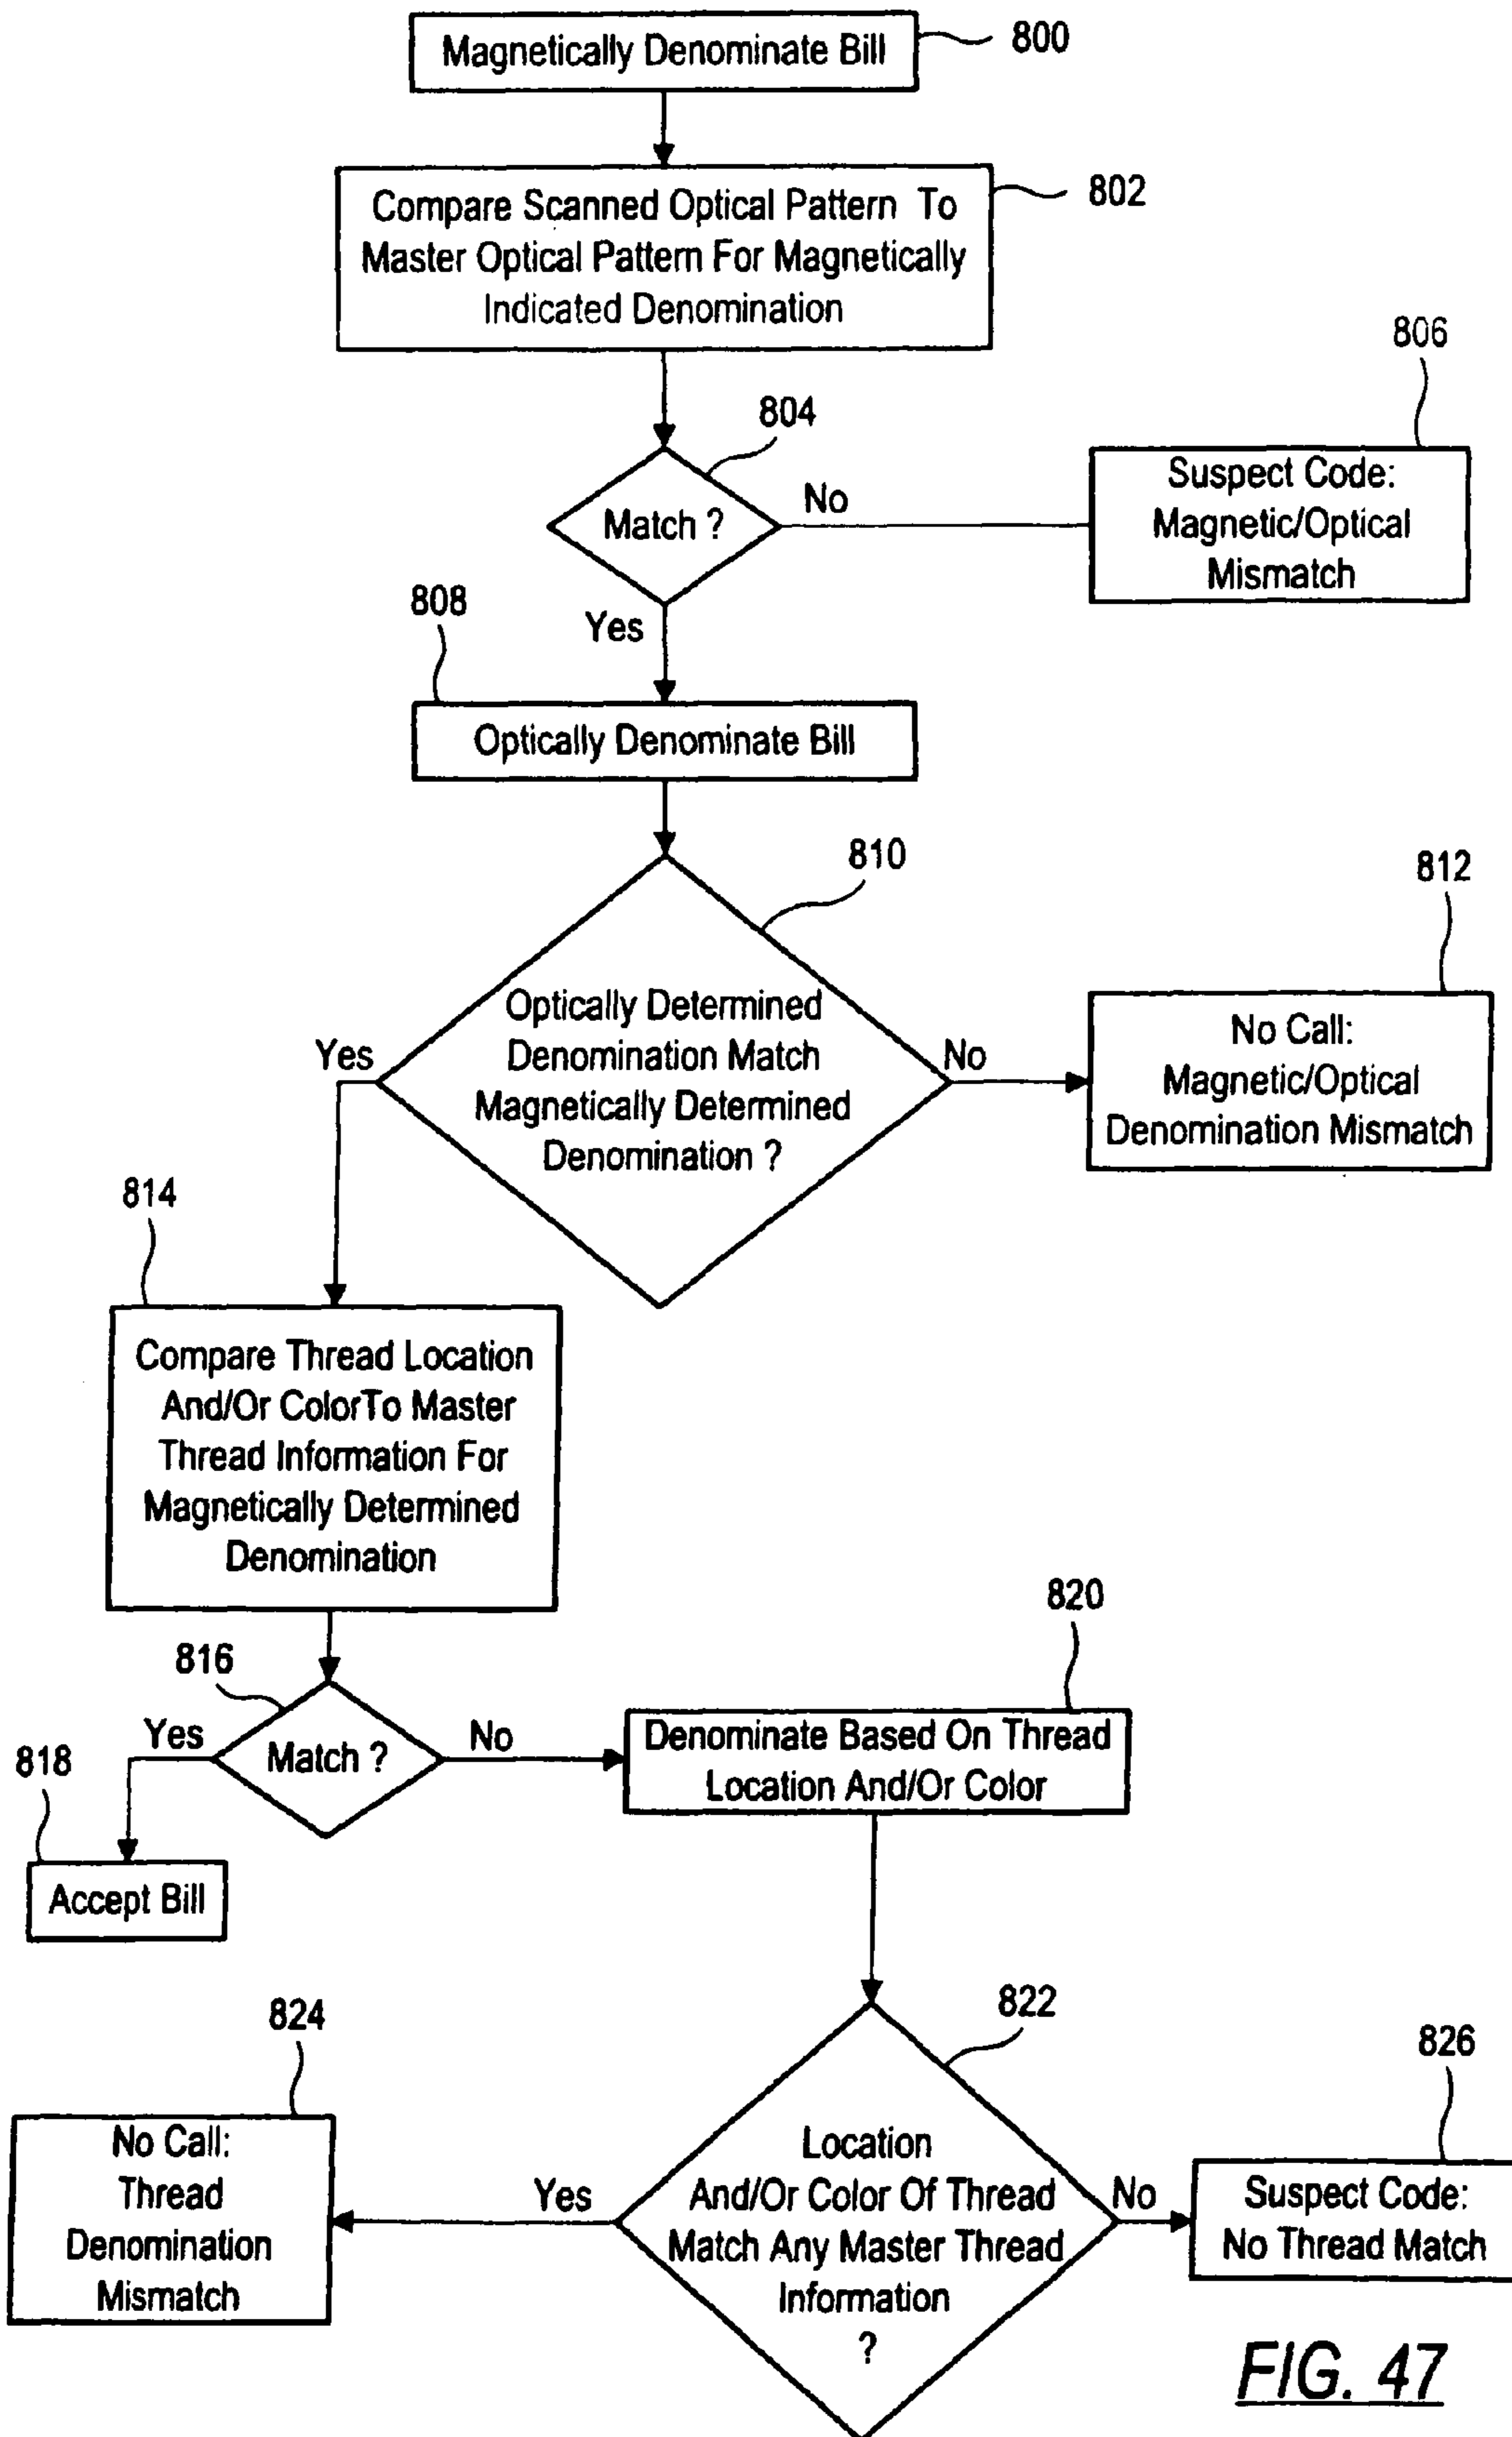 Magnetically Denominate Bill
800
Compare Scanned Optical Pattern To
Master Optical Pattern For Magnetically
Indicated Denomination
802
804
Match ?
No
806
Suspect Code:
Magnetic/Optical
Mismatch
Yes
808
Optically Denominate Bill
810
Optically Determined
Denomination Match
Magnetically Determined
Denomination ?
Yes
No
812
No Call:
Magnetic/Optical
Denomination Mismatch
814
Compare Thread Location
And/Or ColorTo Master
Thread Information For
Magnetically Determined
Denomination
816
Match ?
Yes
No
818
Accept Bill
820
Denominate Based On Thread
Location And/Or Color
822
Location
And/Or Color Of Thread
Match Any Master Thread
Information
?
Yes
No
824
No Call:
Thread
Denomination
Mismatch
826
Suspect Code:
No Thread Match
FIG. 47